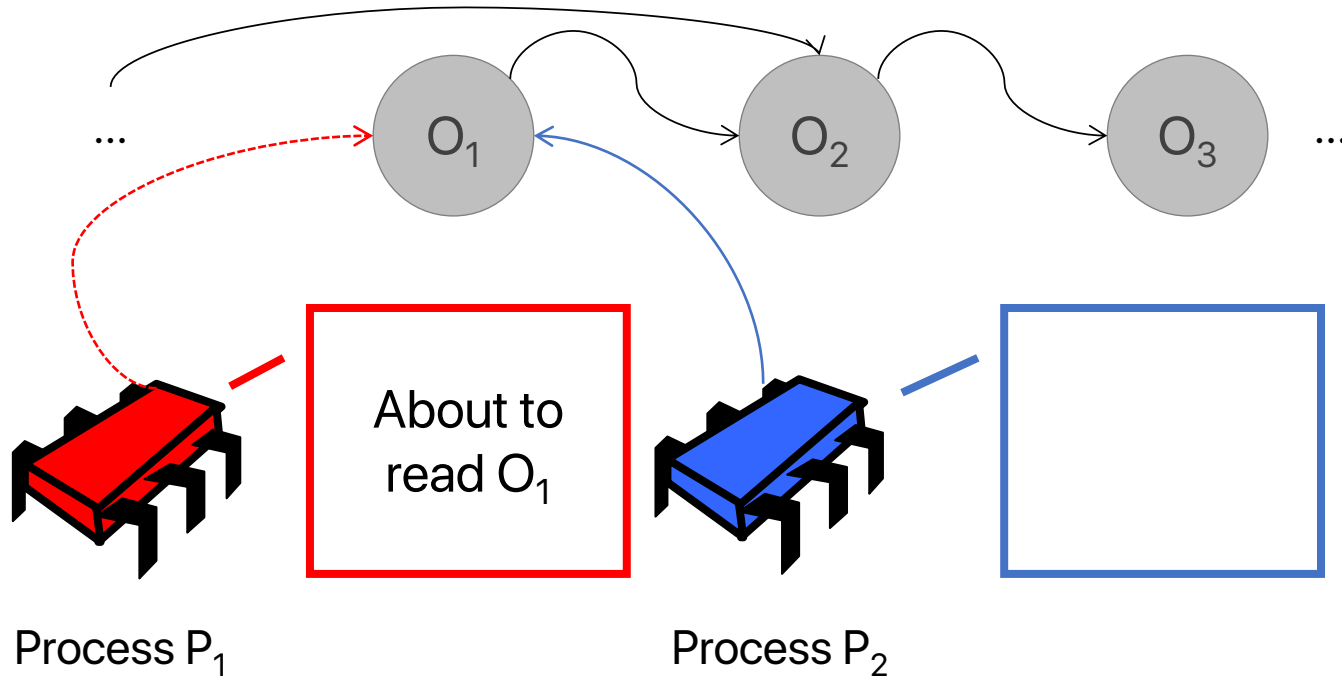 ... O₁ O₂ O₃ ...
About to
read O₁
Process P₁ Process P₂